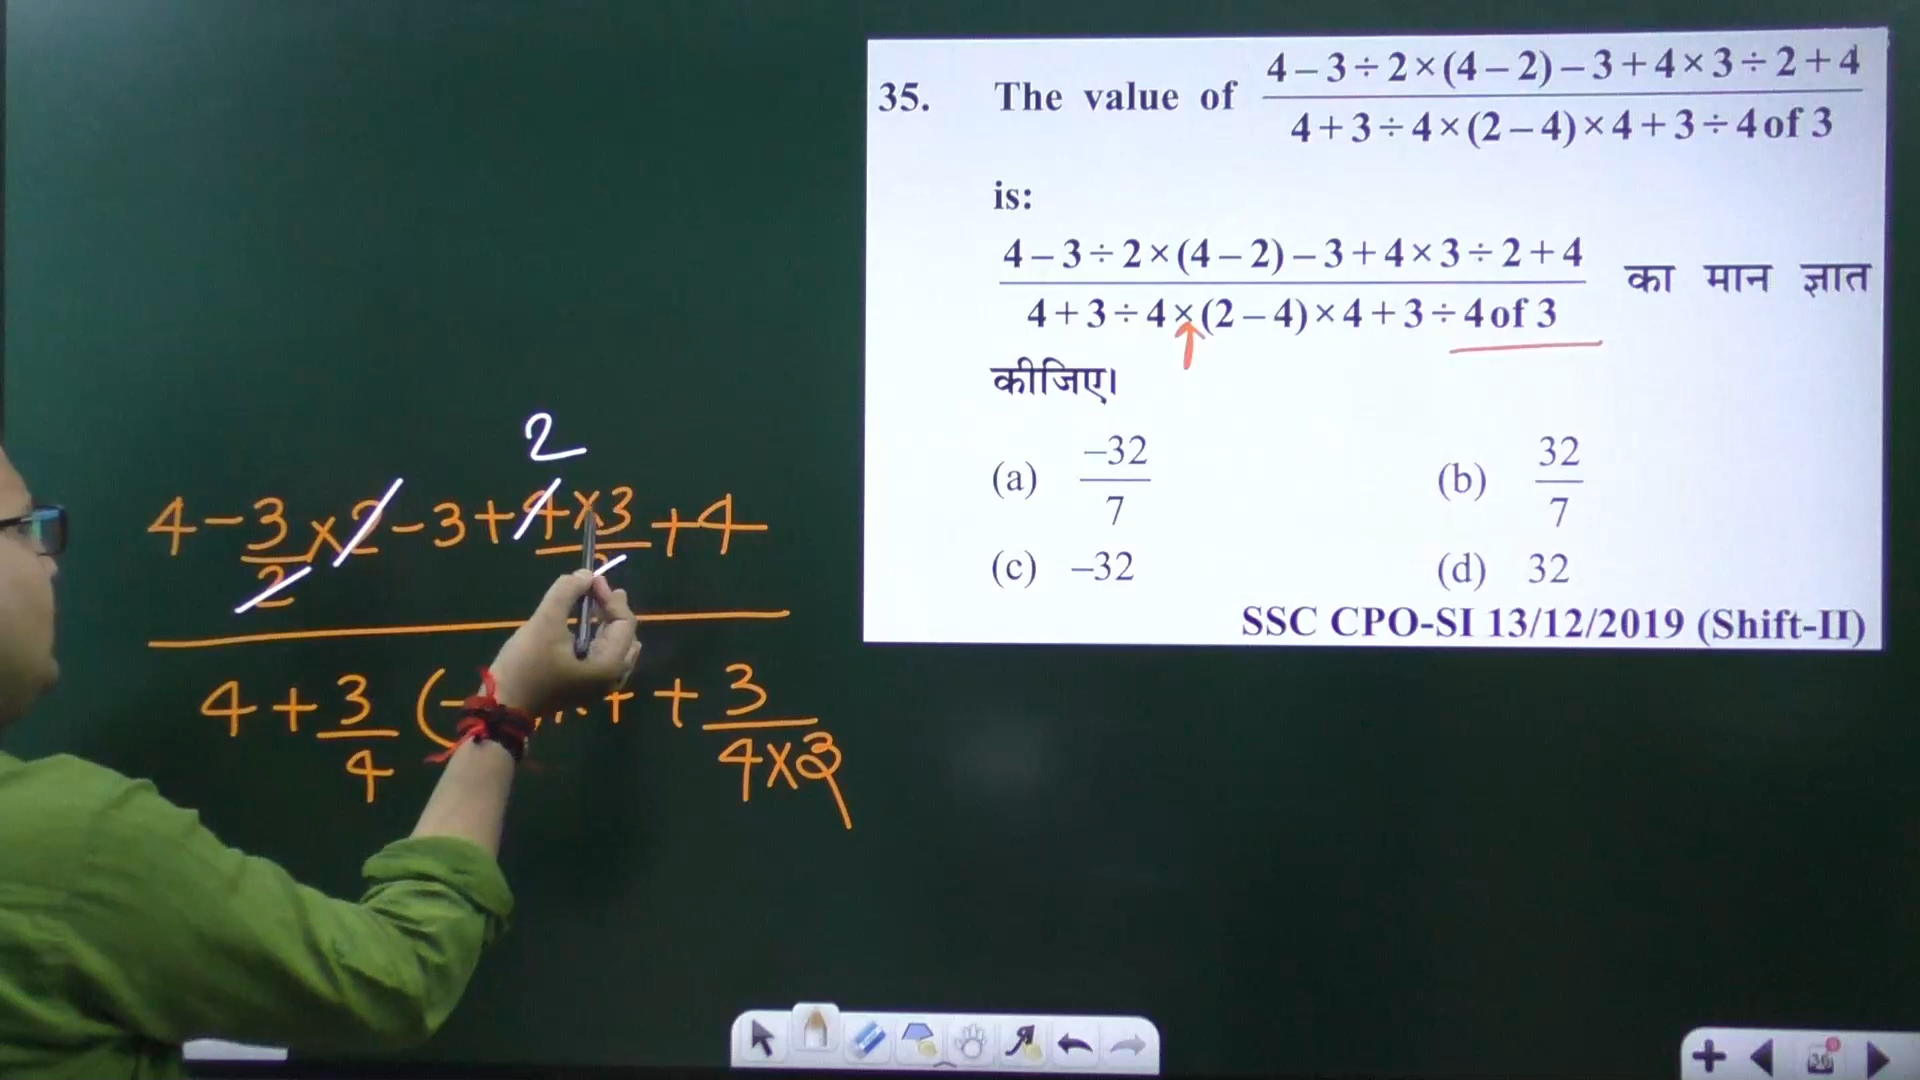 35. The value of (4 – 3 ÷ 2 × (4 – 2) – 3 + 4 × 3 ÷ 2 + 4) / (4 + 3 ÷ 4 × (2 – 4) × 4 + 3 ÷ 4 of 3)
is:
(4 – 3 ÷ 2 × (4 – 2) – 3 + 4 × 3 ÷ 2 + 4) / (4 + 3 ÷ 4 × (2 – 4) × 4 + 3 ÷ 4 of 3) का मान ज्ञात
कीजिए।
(a) –32/7 (b) 32/7
(c) –32 (d) 32
SSC CPO-SI 13/12/2019 (Shift-II)
2
4 – 3/2 × 2 – 3 + 4×3/2 + 4
4 + 3/4 (– + 3/4×3
36